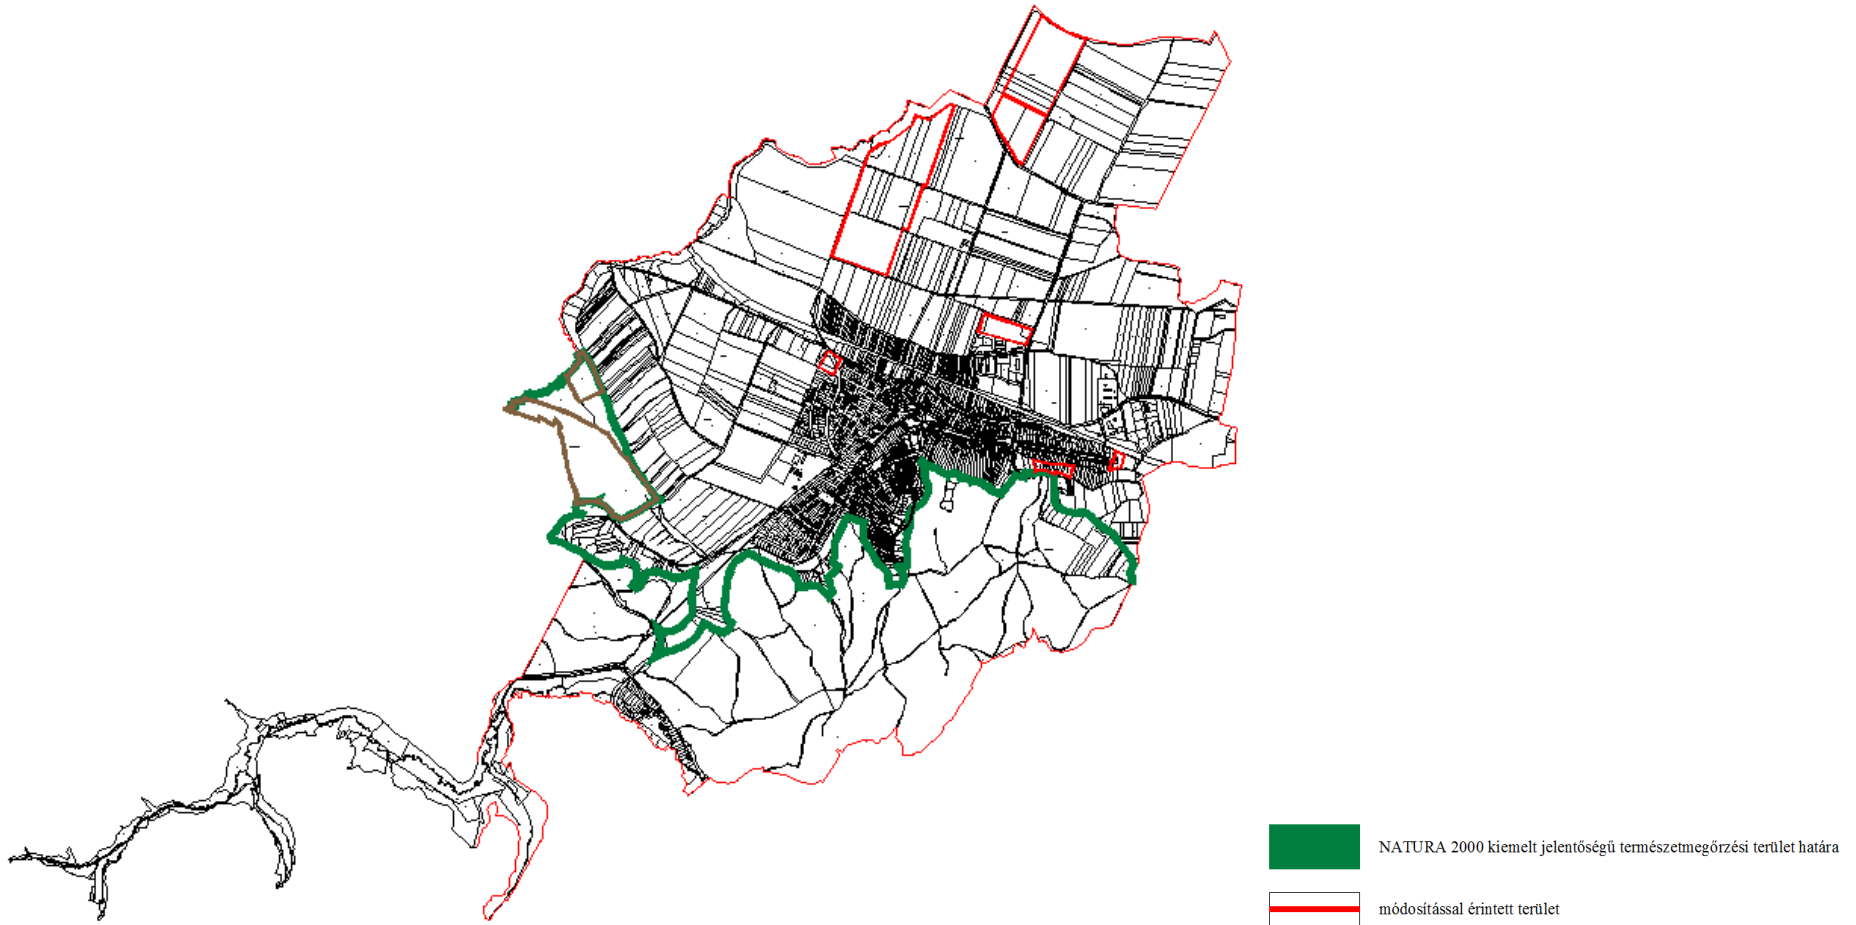 NATURA 2000 kiemelt jelentőségű természetmegőrzési terület határa
módosítással érintett terület